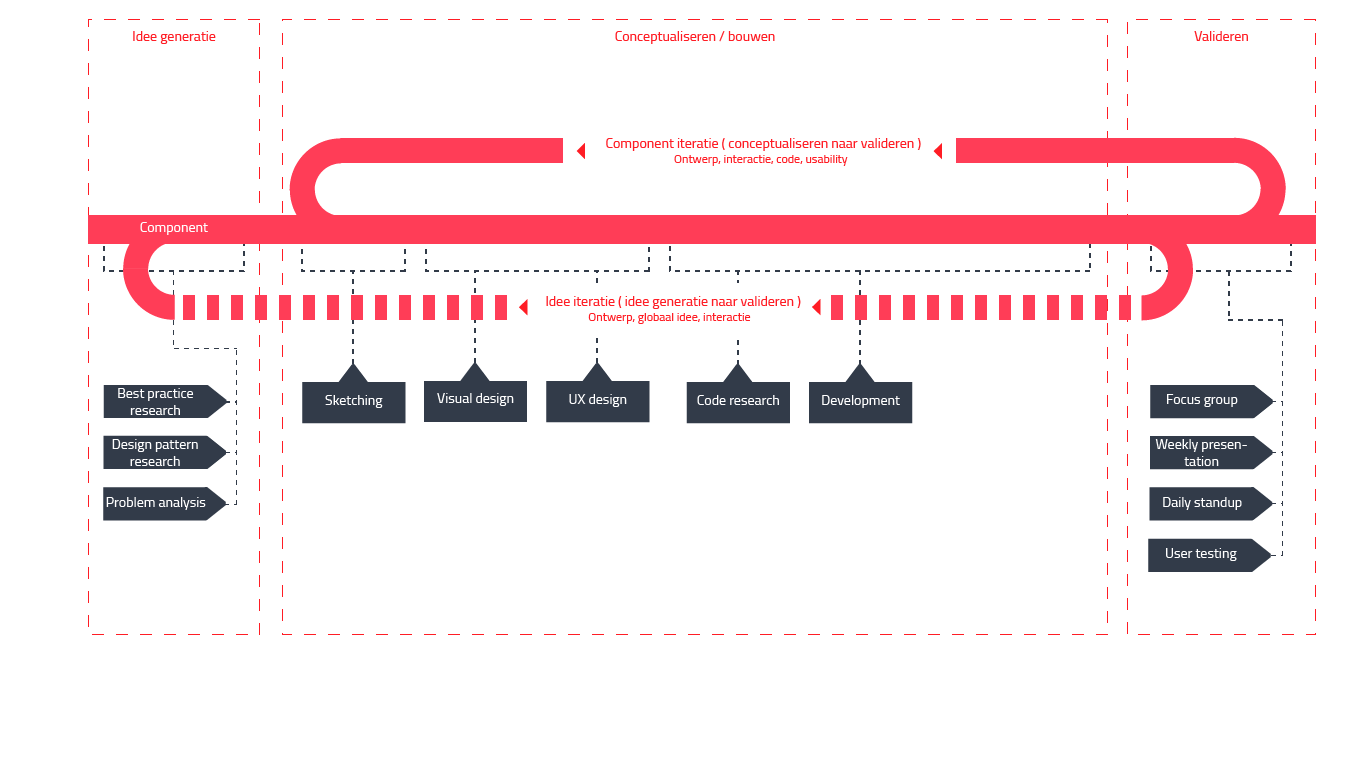 Idee generatie
Conceptualiseren / bouwen
Valideren
Component iteratie ( conceptualiseren naar valideren )
Ontwerp, interactie, code, usability
Component
Idee iteratie ( idee generatie naar valideren )
Ontwerp, globaal idee, interactie
Best practice
research
Design pattern
research
Problem analysis
Sketching
Visual design
UX design
Code research
Development
Focus group
Weekly presen-
tation
Daily standup
User testing